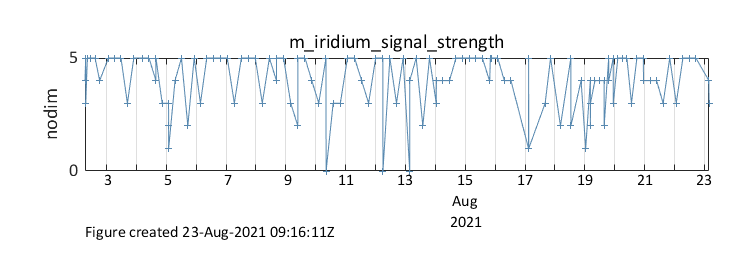 m_iridium_signal_strength
5
nodim
0
3 5 7 9 11 13 15 17 19 21 23
Aug
2021
Figure created 23-Aug-2021 09:16:11Z